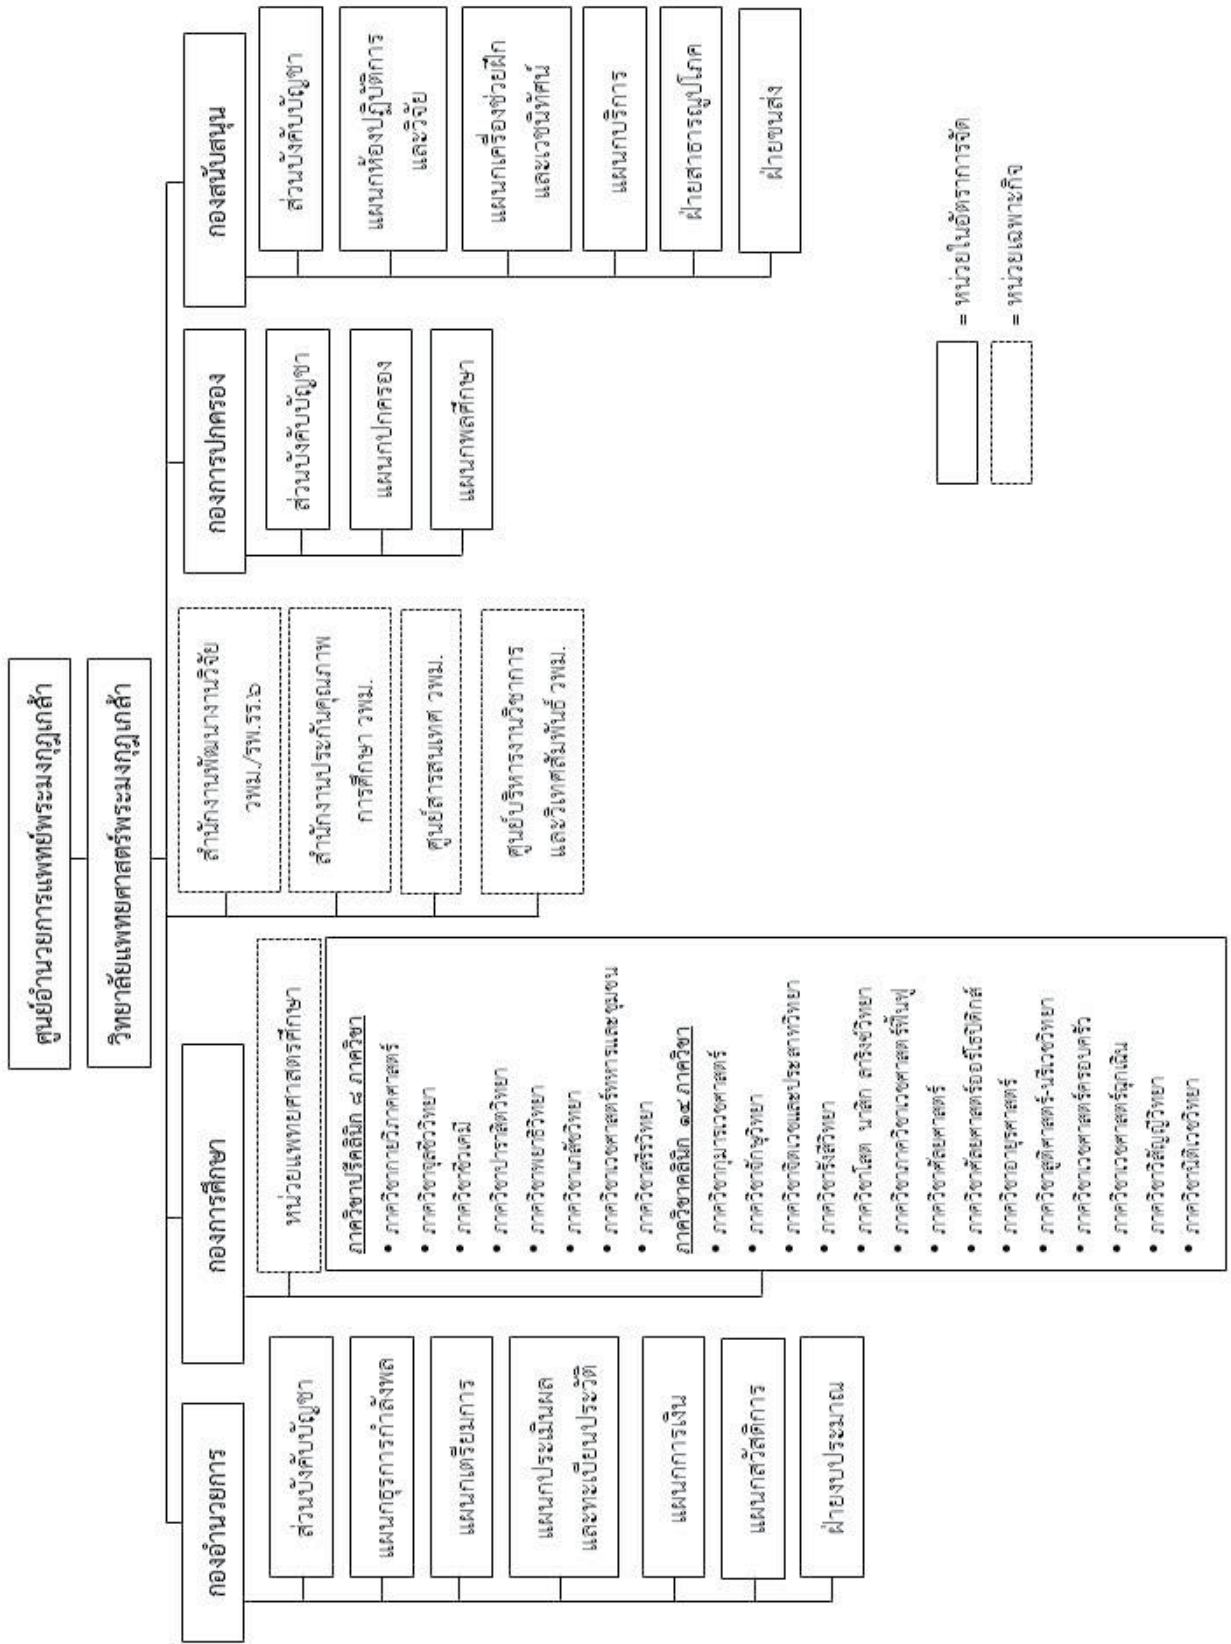 ศูนย์อำนวยการแพทย์พระมงกุฎเกล้า
วิทยาลัยแพทยศาสตร์พระมงกุฎเกล้า
กองอำนวยการ
ส่วนบังคับบัญชา
แผนกธุรการกำลังพล
แผนกเตรียมการ
แผนกประเมินผล
และทะเบียนประวัติ
แผนกการเงิน
แผนกสวัสดิการ
ฝ่ายงบประมาณ
กองการศึกษา
หน่วยแพทยศาสตรศึกษา
ภาควิชาปรีคลินิก ๘ ภาควิชา
• ภาควิชากายวิภาคศาสตร์
• ภาควิชาจุลชีววิทยา
• ภาควิชาชีวเคมี
• ภาควิชาปาราสิตวิทยา
• ภาควิชาพยาธิวิทยา
• ภาควิชาเภสัชวิทยา
• ภาควิชาเวชศาสตร์ทหารและชุมชน
• ภาควิชาสรีรวิทยา
ภาควิชาคลินิก ๑๔ ภาควิชา
• ภาควิชากุมารเวชศาสตร์
• ภาควิชาจักษุวิทยา
• ภาควิชาจิตเวชและประสาทวิทยา
• ภาควิชารังสีวิทยา
• ภาควิชาโสต นาสิก ลาริงซ์วิทยา
• ภาควิชาภาควิชาเวชศาสตร์ฟื้นฟู
• ภาควิชาศัลยศาสตร์
• ภาควิชาศัลยศาสตร์ออร์โธปิดิกส์
• ภาควิชาอายุรศาสตร์
• ภาควิชาสูติศาสตร์-นรีเวชวิทยา
• ภาควิชาเวชศาสตร์ครอบครัว
• ภาควิชาเวชศาสตร์ฉุกเฉิน
• ภาควิชาวิสัญญีวิทยา
• ภาควิชานิติเวชวิทยา
สำนักงานพัฒนางานวิจัย
วพม./รพ.รร.๖
สำนักงานประกันคุณภาพ
การศึกษา วพม.
ศูนย์สารสนเทศ วพม.
ศูนย์บริหารงานวิชาการ
และวิเทศสัมพันธ์ วพม.
กองการปกครอง
ส่วนบังคับบัญชา
แผนกปกครอง
แผนกพลศึกษา
กองสนับสนุน
ส่วนบังคับบัญชา
แผนกห้องปฏิบัติการ
และวิจัย
แผนกเครื่องช่วยฝึก
และเวชนิทัศน์
แผนกบริการ
ฝ่ายสาธารณูปโภค
ฝ่ายขนส่ง
= หน่วยในอัตราการจัด
= หน่วยเฉพาะกิจ